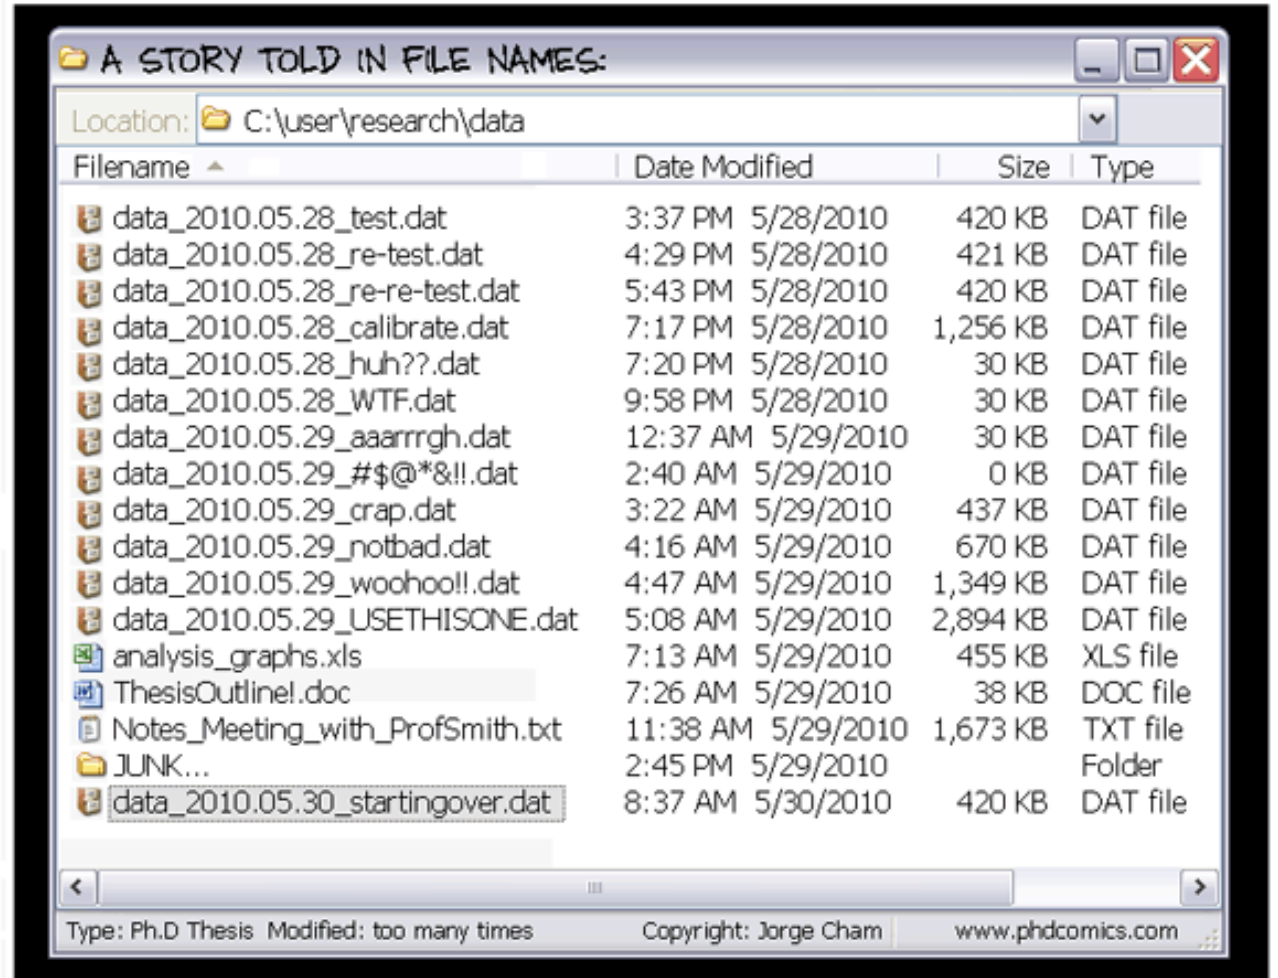 A STORY TOLD IN FILE NAMES:
Location: C:\user\research\data
Filename Date Modified Size Type
data_2010.05.28_test.dat 3:37 PM 5/28/2010 420 KB DAT file
data_2010.05.28_re-test.dat 4:29 PM 5/28/2010 421 KB DAT file
data_2010.05.28_re-re-test.dat 5:43 PM 5/28/2010 420 KB DAT file
data_2010.05.28_calibrate.dat 7:17 PM 5/28/2010 1,256 KB DAT file
data_2010.05.28_huh??.dat 7:20 PM 5/28/2010 30 KB DAT file
data_2010.05.28_WTF.dat 9:58 PM 5/28/2010 30 KB DAT file
data_2010.05.29_aaarrrgh.dat 12:37 AM 5/29/2010 30 KB DAT file
data_2010.05.29_#$@*&!!.dat 2:40 AM 5/29/2010 0 KB DAT file
data_2010.05.29_crap.dat 3:22 AM 5/29/2010 437 KB DAT file
data_2010.05.29_notbad.dat 4:16 AM 5/29/2010 670 KB DAT file
data_2010.05.29_woohoo!!.dat 4:47 AM 5/29/2010 1,349 KB DAT file
data_2010.05.29_USETHISONE.dat 5:08 AM 5/29/2010 2,894 KB DAT file
analysis_graphs.xls 7:13 AM 5/29/2010 455 KB XLS file
ThesisOutline!.doc 7:26 AM 5/29/2010 38 KB DOC file
Notes_Meeting_with_ProfSmith.txt 11:38 AM 5/29/2010 1,673 KB TXT file
JUNK... 2:45 PM 5/29/2010 Folder
data_2010.05.30_startingover.dat 8:37 AM 5/30/2010 420 KB DAT file
Type: Ph.D Thesis Modified: too many times Copyright: Jorge Cham www.phdcomics.com